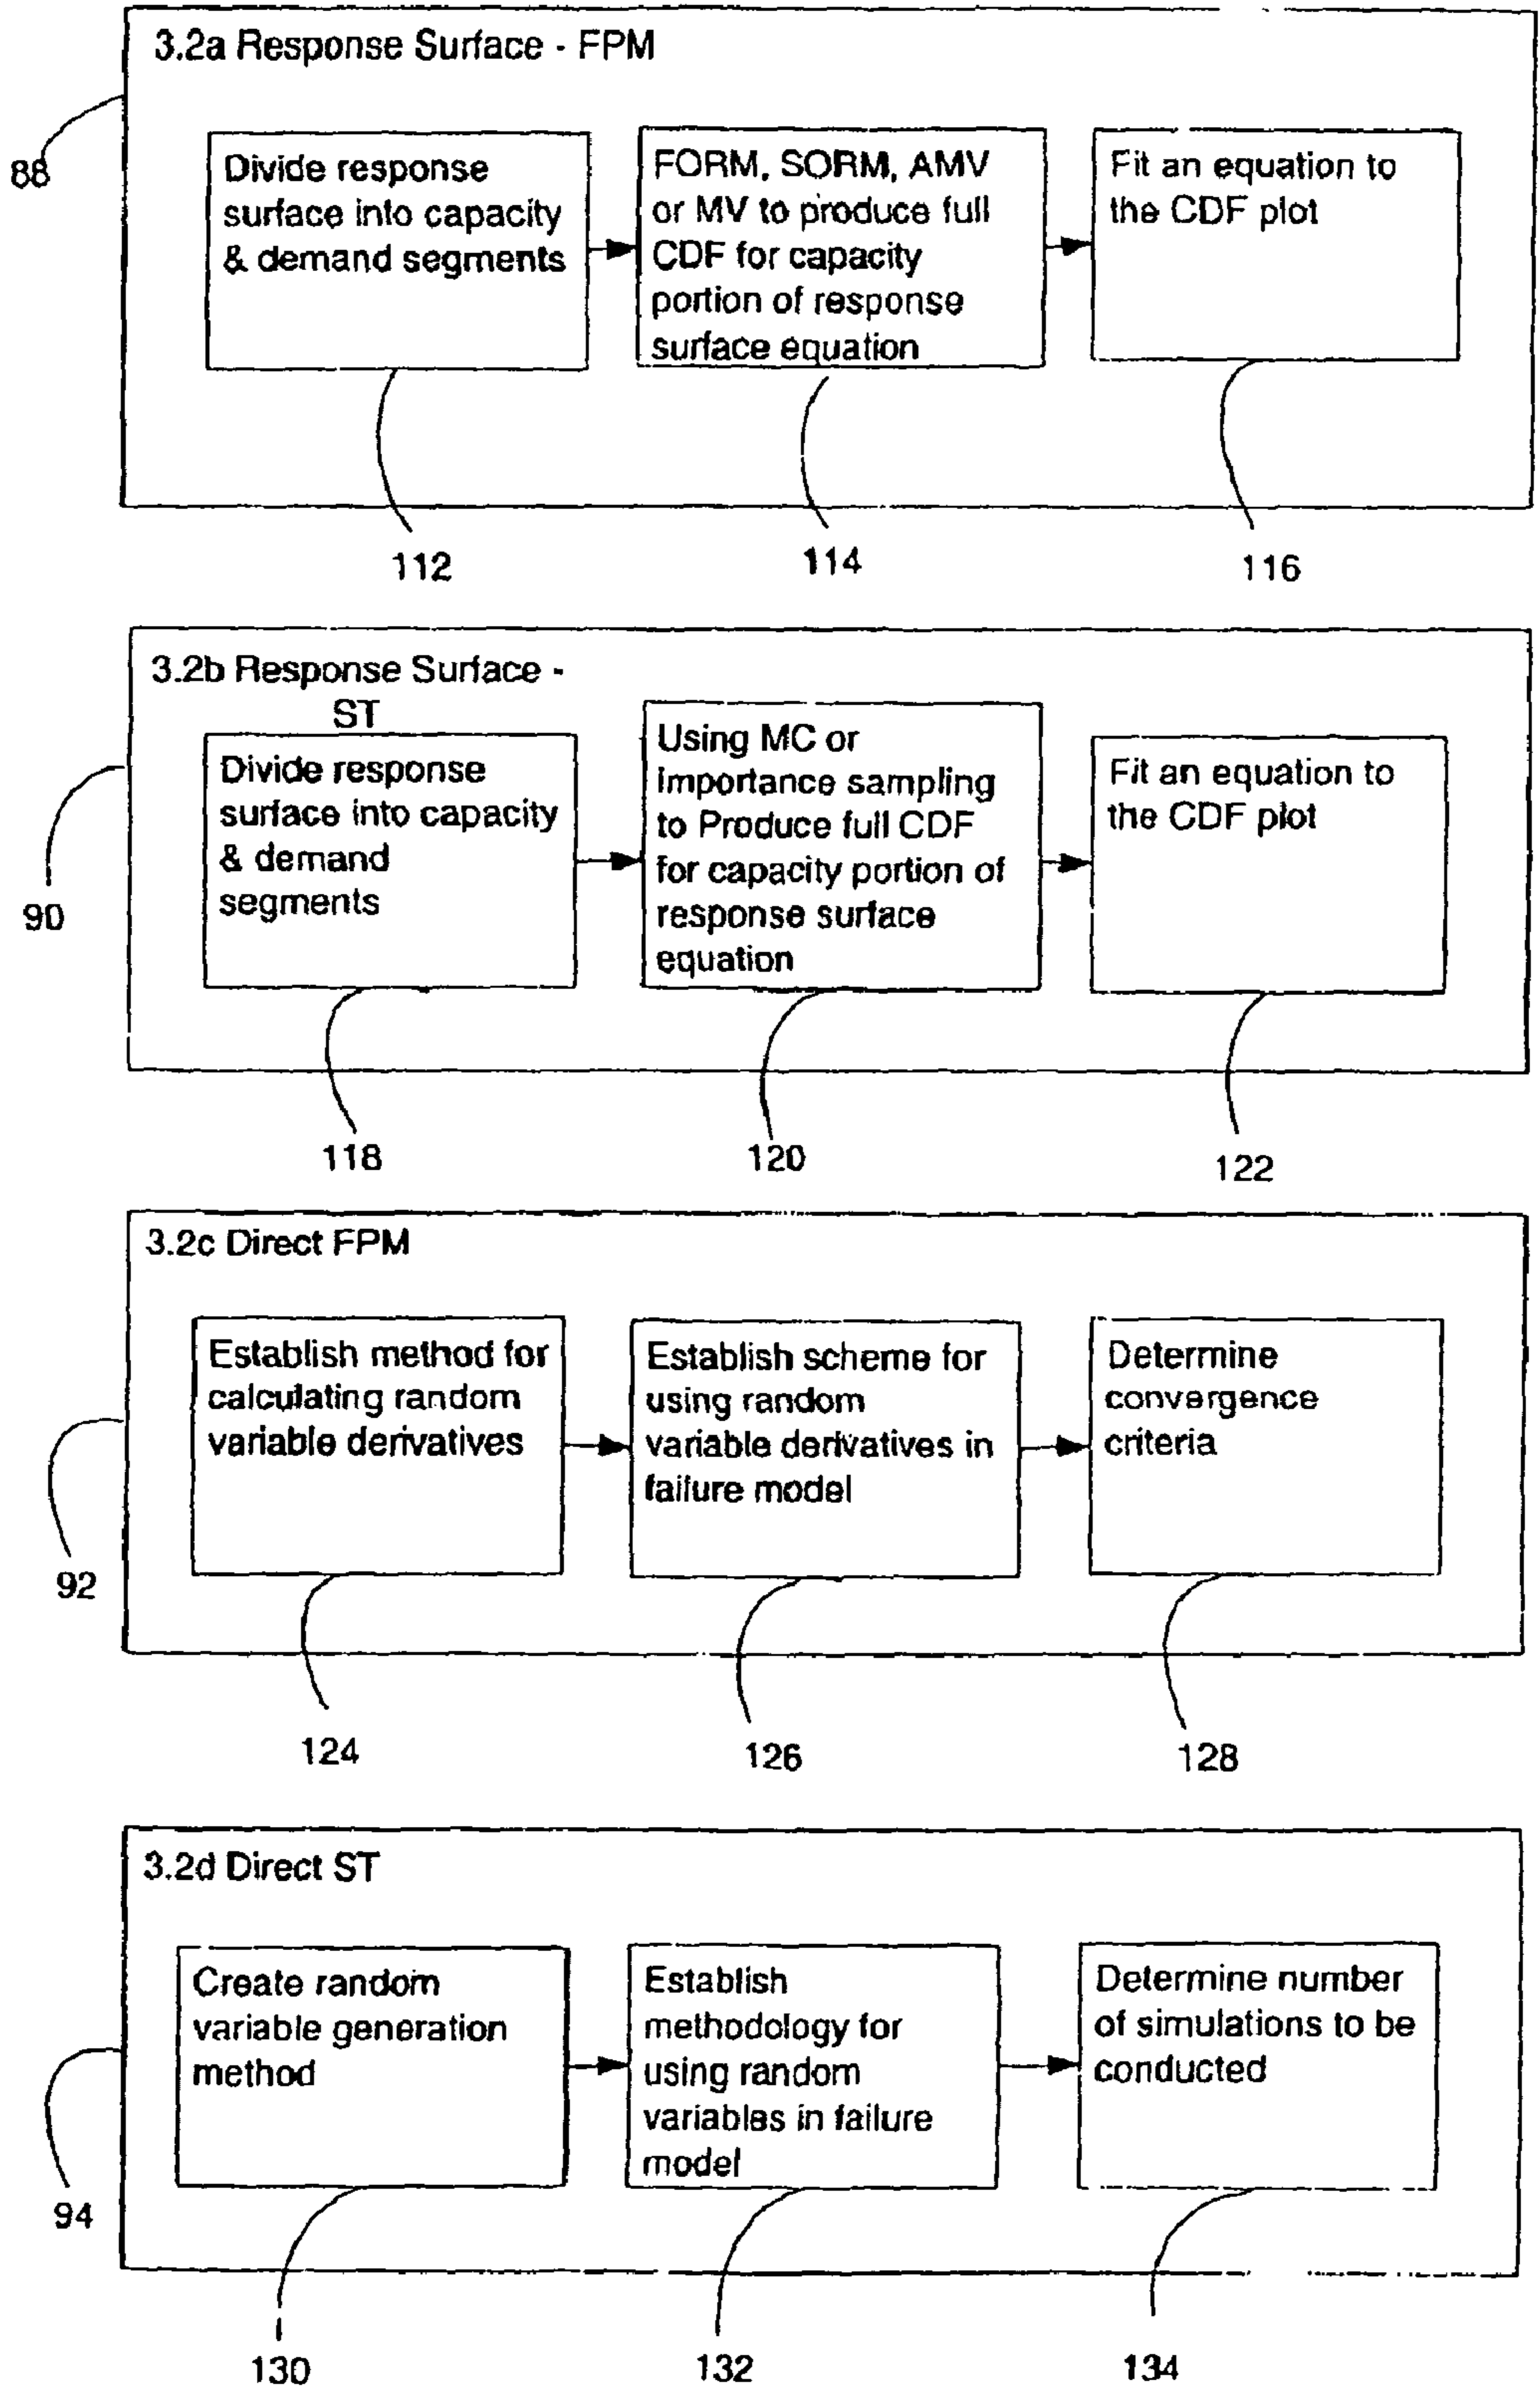 3.2a Response Surface - FPM
88
Divide response
surface into capacity
& demand segments
FORM, SORM, AMV
or MV to produce full
CDF for capacity
portion of response
surface equation
Fit an equation to
the CDF plot
112
114
116
3.2b Response Surface -
ST
90
Divide response
surface into capacity
& demand
segments
Using MC or
Importance sampling
to Produce full CDF
for capacity portion of
response surface
equation
Fit an equation to
the CDF plot
118
120
122
3.2c Direct FPM
92
Establish method for
calculating random
variable derivatives
Establish scheme for
using random
variable derivatives in
failure model
Determine
convergence
criteria
124
126
128
3.2d Direct ST
94
Create random
variable generation
method
Establish
methodology for
using random
variables in failure
model
Determine number
of simulations to be
conducted
130
132
134